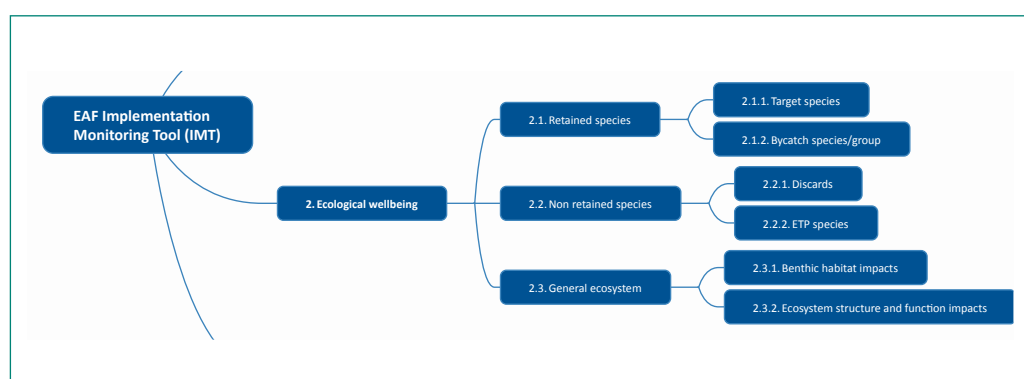 EAF Implementation
Monitoring Tool (IMT)
2. Ecological wellbeing
2.1. Retained species
2.1.1. Target species
2.1.2. Bycatch species/group
2.2. Non retained species
2.2.1. Discards
2.2.2. ETP species
2.3. General ecosystem
2.3.1. Benthic habitat impacts
2.3.2. Ecosystem structure and function impacts